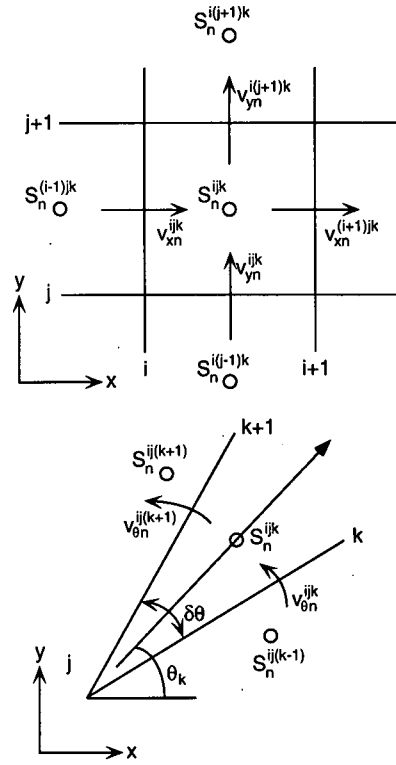 S_n^{i(j+1)k}
v_{yn}^{i(j+1)k}
j+1
S_n^{(i-1)jk}
S_n^{ijk}
v_{xn}^{ijk}
v_{xn}^{(i+1)jk}
v_{yn}^{ijk}
y
j
S_n^{i(j-1)k}
x
i
i+1
k+1
S_n^{ij(k+1)}
v_{θn}^{ij(k+1)}
S_n^{ijk}
k
v_{θn}^{ijk}
δθ
S_n^{ij(k-1)}
y
j
θ_k
x